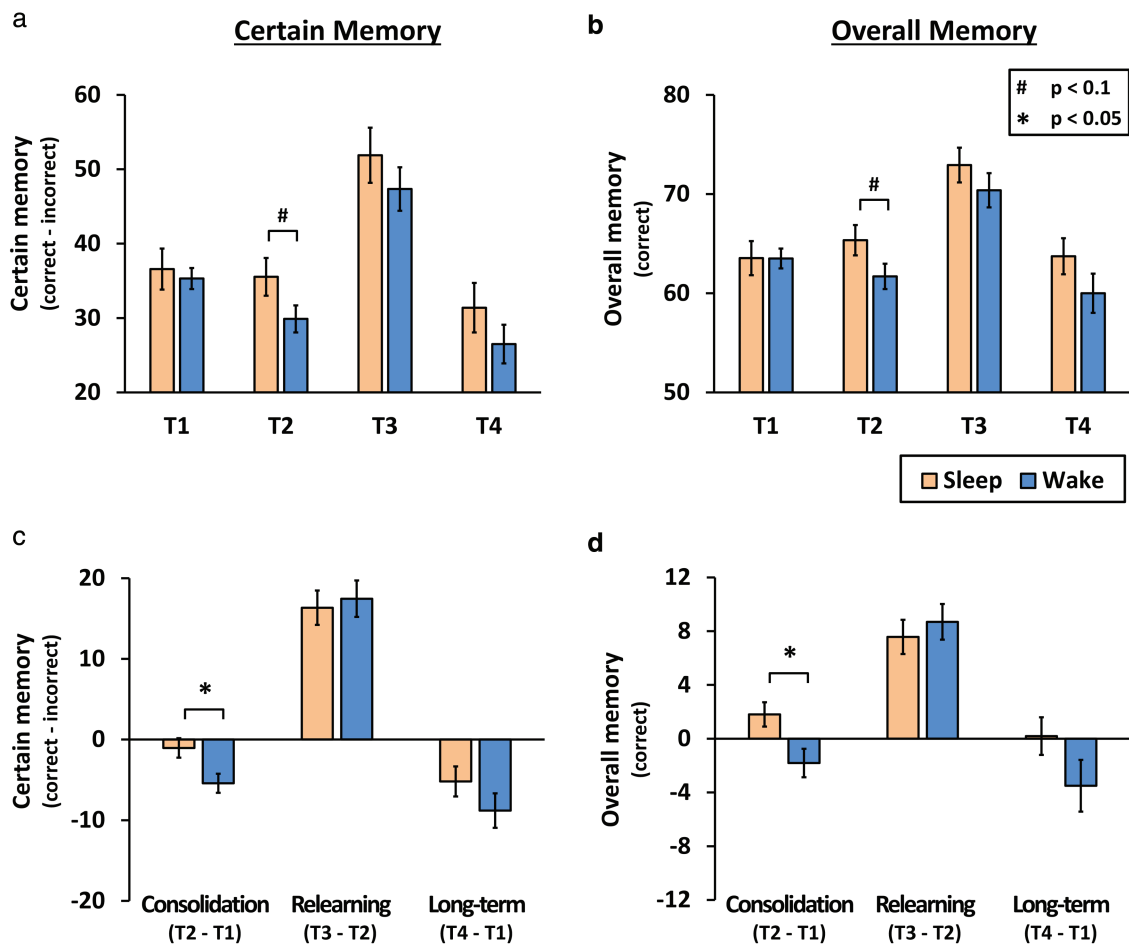 a
Certain Memory
Certain memory
(correct - incorrect)
60
50
40
30
20
#
T1 T2 T3 T4
b
Overall Memory
# p < 0.1
* p < 0.05
Overall memory
(correct)
80
70
60
50
#
T1 T2 T3 T4
Sleep Wake
c
Certain memory
(correct - incorrect)
20
10
0
-10
-20
*
Consolidation Relearning Long-term
(T2 - T1) (T3 - T2) (T4 - T1)
d
Overall memory
(correct)
12
8
4
0
-4
-8
-12
*
Consolidation Relearning Long-term
(T2 - T1) (T3 - T2) (T4 - T1)